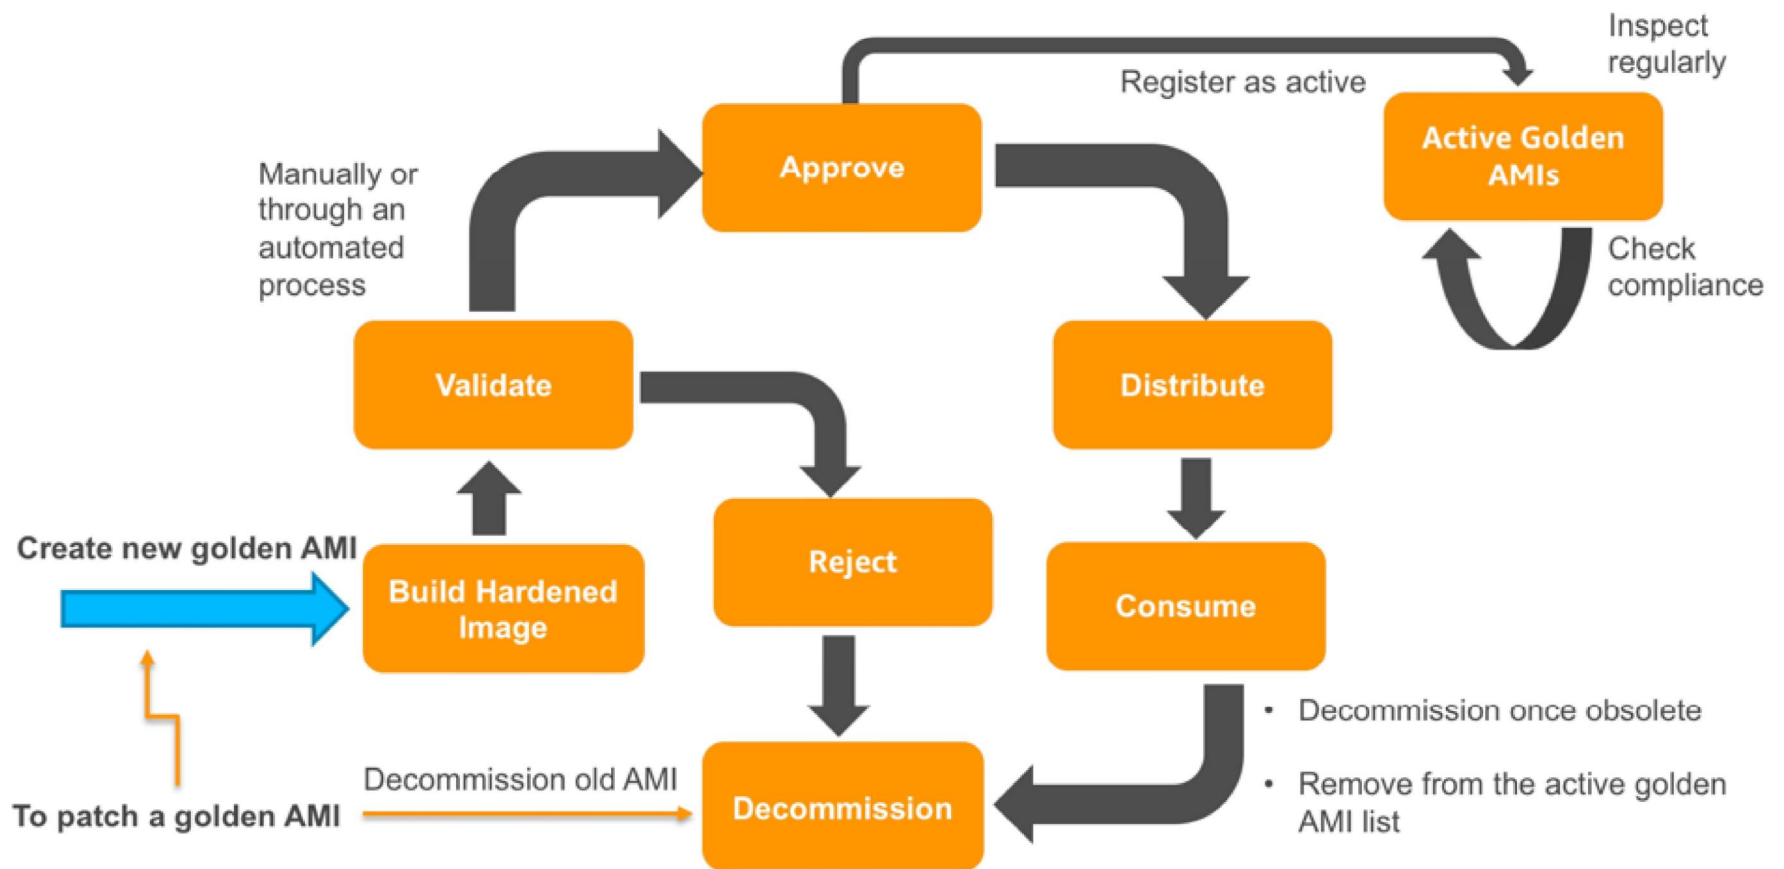 Inspect
regularly
Register as active
Active Golden
AMIs
Approve
Manually or
through an
automated
process
Check
compliance
Validate
Distribute
Create new golden AMI
Build Hardened
Image
Reject
Consume
• Decommission once obsolete
• Remove from the active golden
AMI list
Decommission old AMI
To patch a golden AMI
Decommission